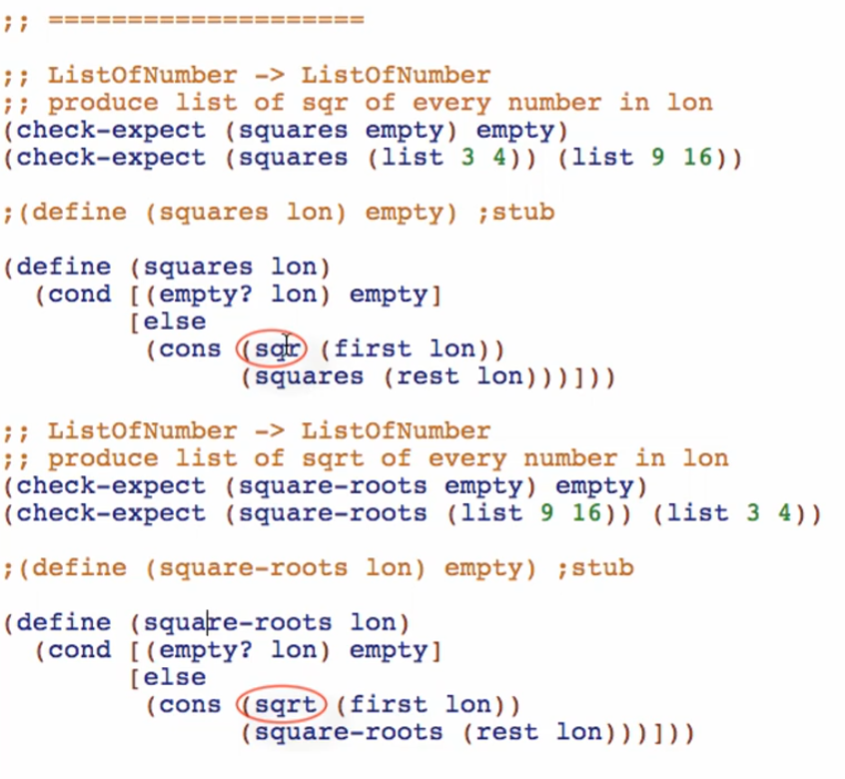 ;; ====================
;; ListOfNumber -> ListOfNumber
;; produce list of sqr of every number in lon
(check-expect (squares empty) empty)
(check-expect (squares (list 3 4)) (list 9 16))
;(define (squares lon) empty) ;stub
(define (squares lon)
  (cond [(empty? lon) empty]
        [else
         (cons (sqr (first lon))
               (squares (rest lon)))]))
;; ListOfNumber -> ListOfNumber
;; produce list of sqrt of every number in lon
(check-expect (square-roots empty) empty)
(check-expect (square-roots (list 9 16)) (list 3 4))
;(define (square-roots lon) empty) ;stub
(define (square-roots lon)
  (cond [(empty? lon) empty]
        [else
         (cons (sqrt (first lon))
               (square-roots (rest lon)))]))